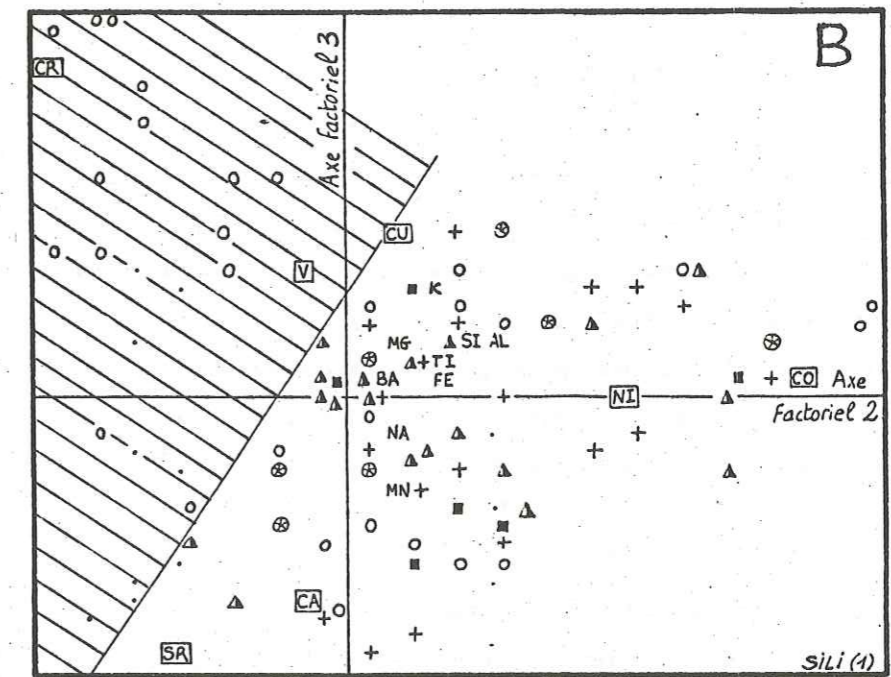 B
CR
Axe Factoriel 3
CU
V
K
MG SI AL
TI
BA FE
CO Axe
NI
Factoriel 2
NA
MN
CA
SR
SiLi (1)